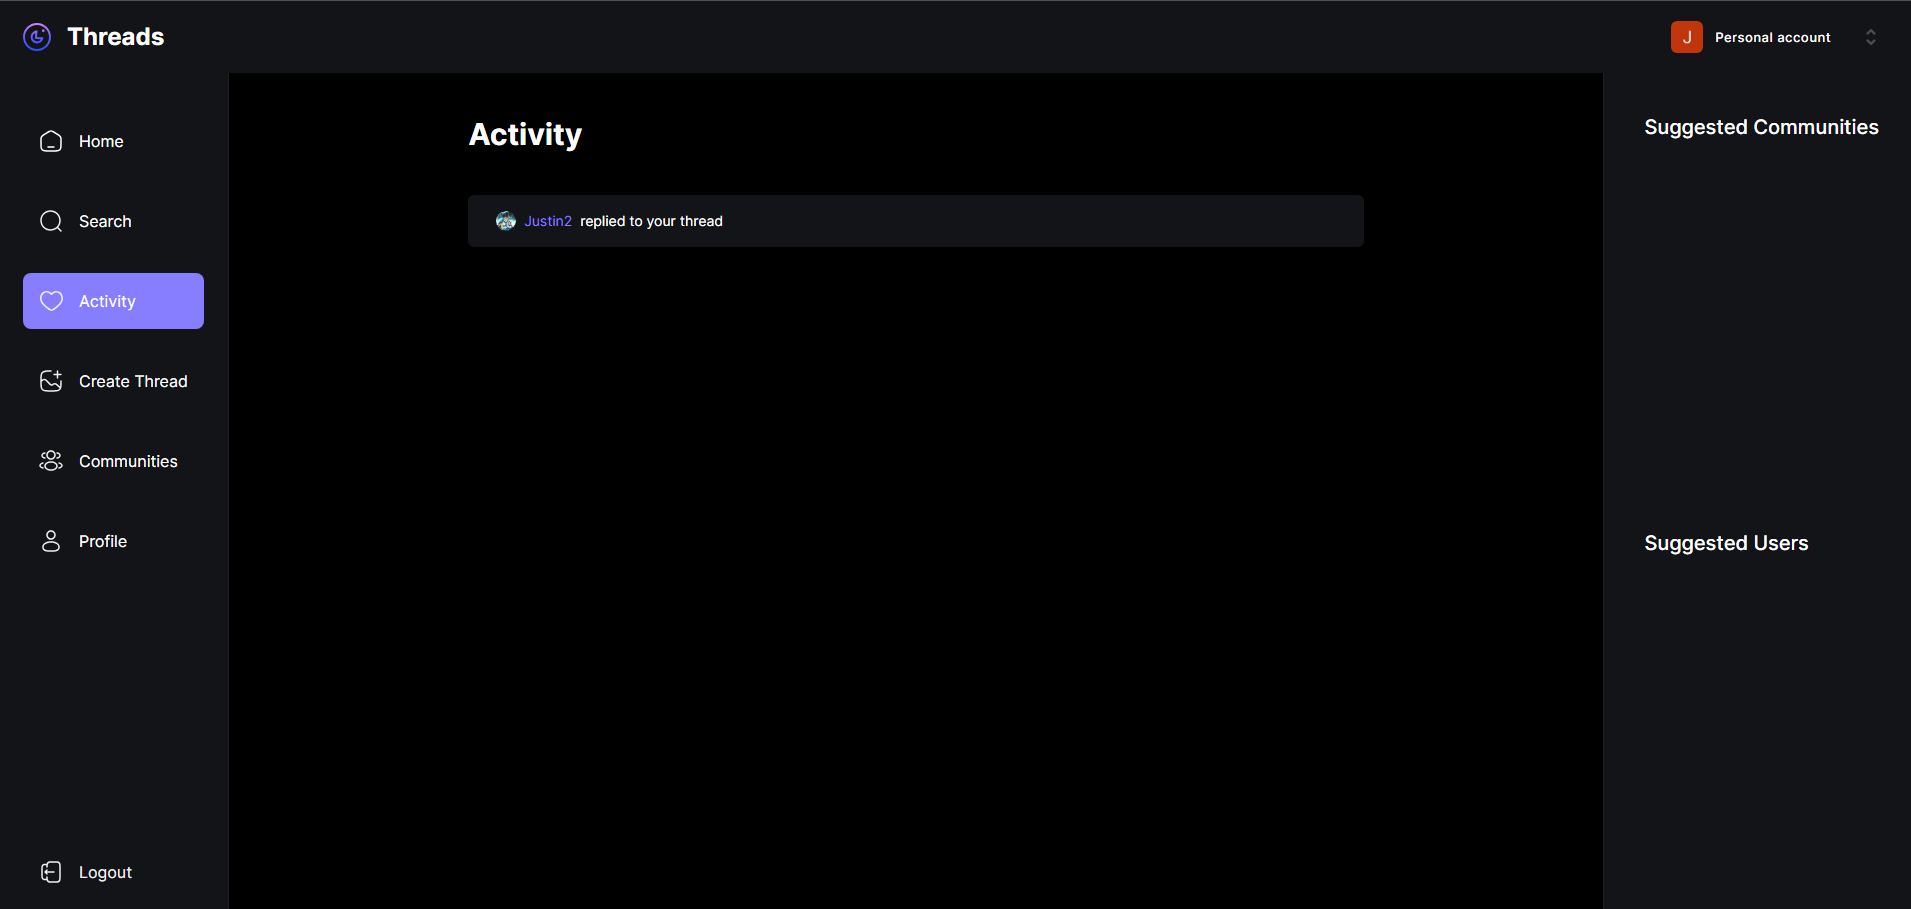 Threads
J Personal account
Home
Search
Activity
Create Thread
Communities
Profile
Logout
Activity
Justin2 replied to your thread
Suggested Communities
Suggested Users